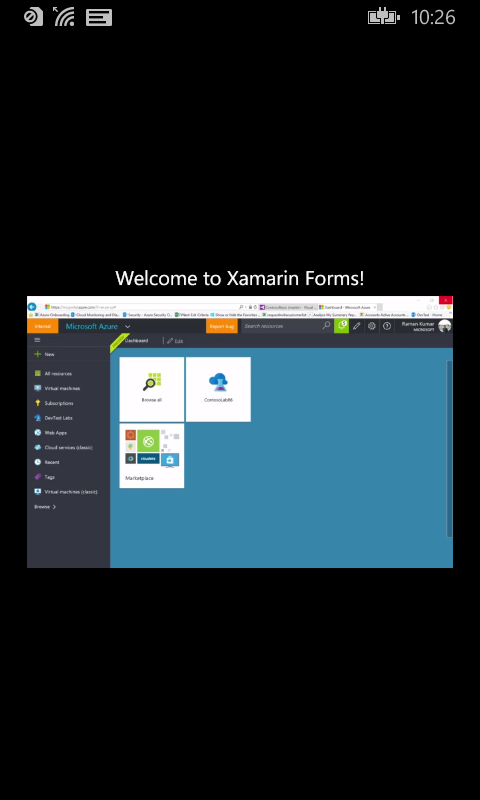 10:26
Welcome to Xamarin Forms!
Internal
Microsoft Azure
Report Bug
Search resources
Raman Kumar
MICROSOFT
Dashboard
Edit
New
All resources
Virtual machines
Subscriptions
DevTest Labs
Web Apps
Cloud services (classic)
Recent
Tags
Virtual machines (classic)
Browse
Browse all
ContosoLab86
Marketplace